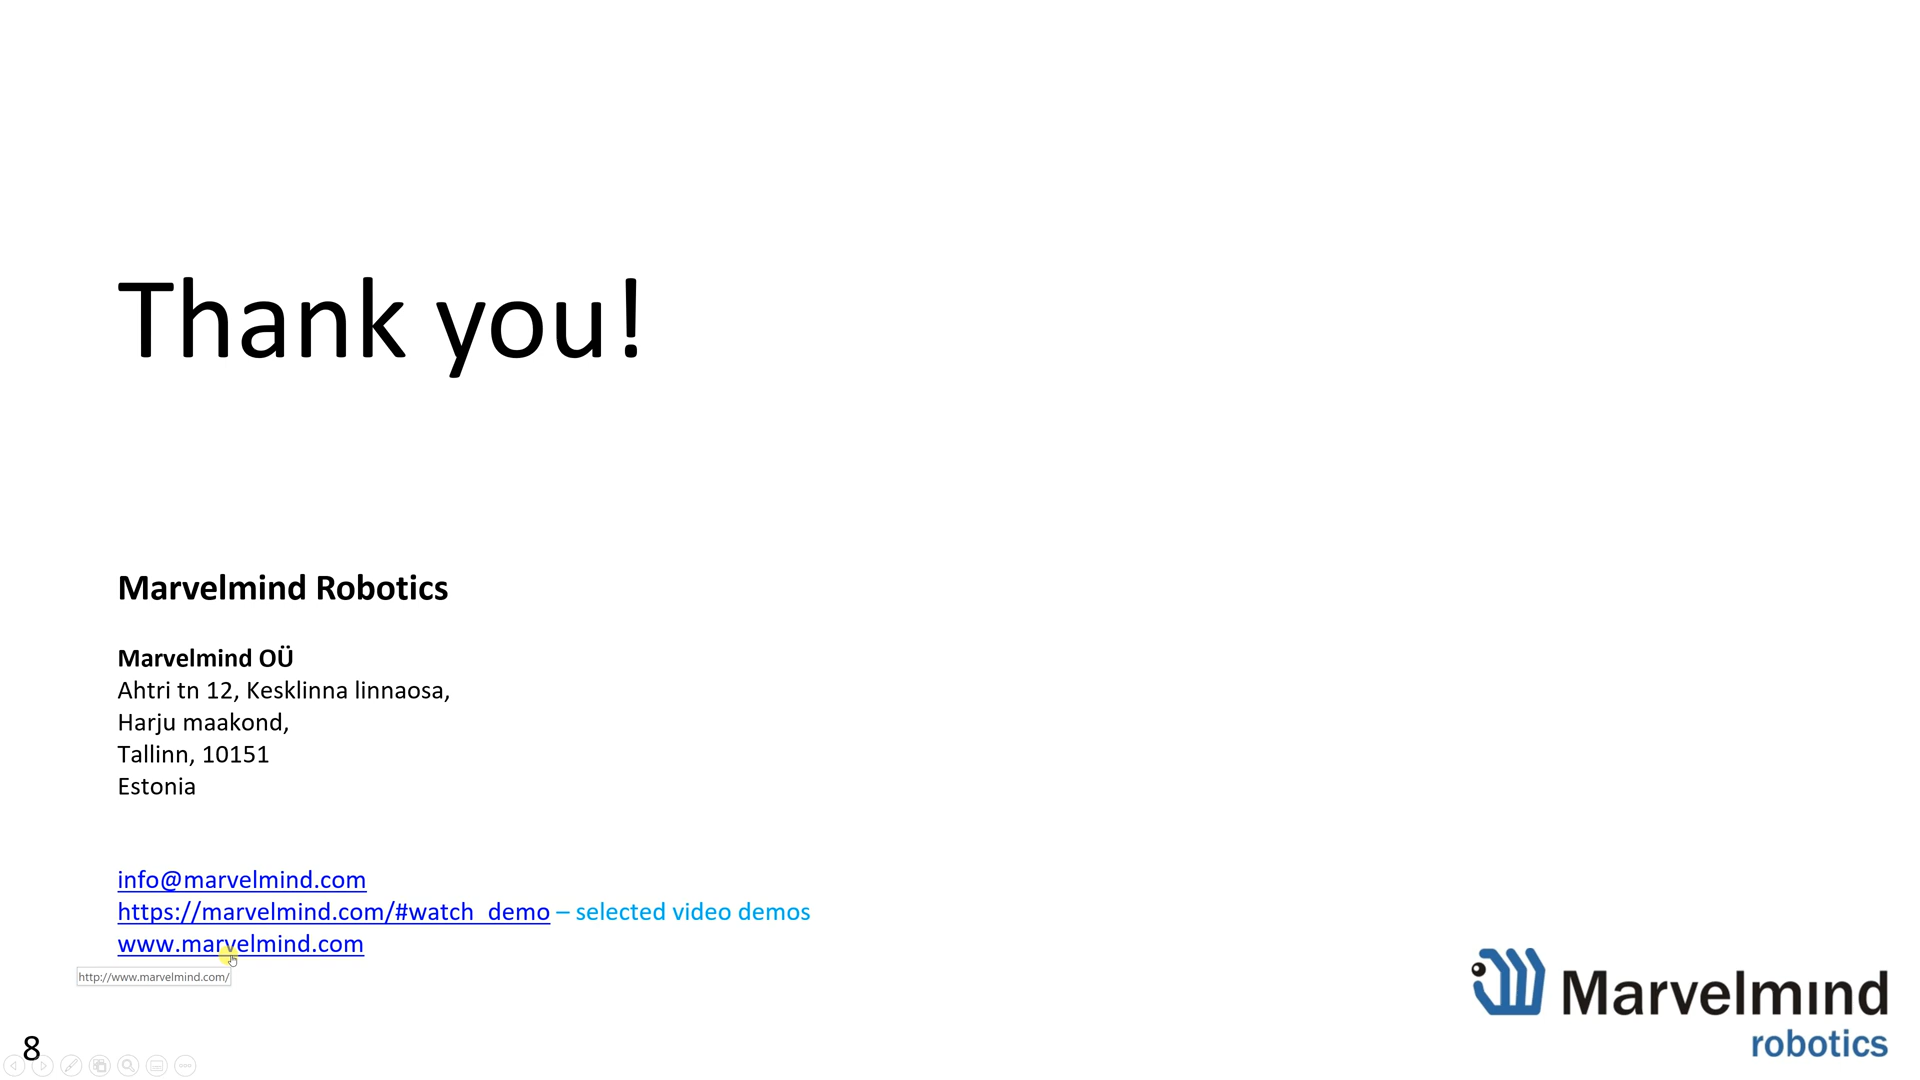 Thank you!
Marvelmind Robotics
Marvelmind OÜ
Ahtri tn 12, Kesklinna linnaosa,
Harju maakond,
Tallinn, 10151
Estonia
info@marvelmind.com
https://marvelmind.com/#watch_demo – selected video demos
www.marvelmind.com
http://www.marvelmind.com/
8
Marvelmind
robotics